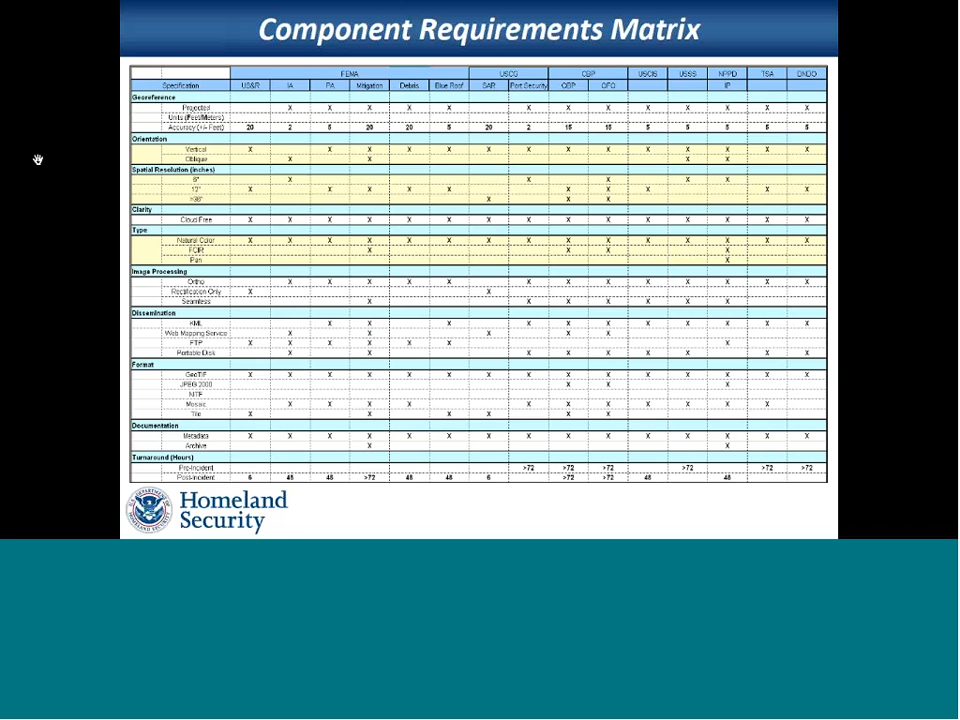 Component Requirements Matrix
FEMA USCG CBP USCIS USSS NPPD TSA DNDO
Specification US&R IA PA Mitigation Debris Blue Roof SAR Port Security OBP OFO IP
Georeference
Projected X X X X X X X X X X X X X
Units (Feet/Meters)
Accuracy (+/- Feet) 20 2 5 20 20 5 20 2 15 15 5 5 5 5 5
Orientation
Vertical X X X X X X X X X X X X X X
Oblique X X X X
Spatial Resolution (inches)
6" X X X X X
12" X X X X X X X X X X
X X X
Clarity
Cloud Free X X X X X X X X X X X X X X X
Type
Natural Color X X X X X X X X X X X X X X X
FCIR X X X X
Pan X
Image Processing
Ortho X X X X X X X X X X X X X
Rectification Only X X
Seamless X X X X X X X
Dissemination
KML X X X X X X X X X X X
Web Mapping Service X X X X X
FTP X X X X X X X
Portable Disk X X X X X X X X X
Format
GeoTIF X X X X X X X X X X X X X X X
JPEG 2000 X X X
NITF
Mosaic X X X X X X X X X X X
Tile X X X X X X
Documentation
Metadata X X X X X X X X X X X X X X X
Archive X X
Turnaround (Hours)
Pre-Incident >72 >72 >72 >72 >72 >72
Post-Incident 6 48 48 >72 48 48 6 >72 >72 48 48
U.S. DEPARTMENT OF HOMELAND SECURITY
Homeland
Security